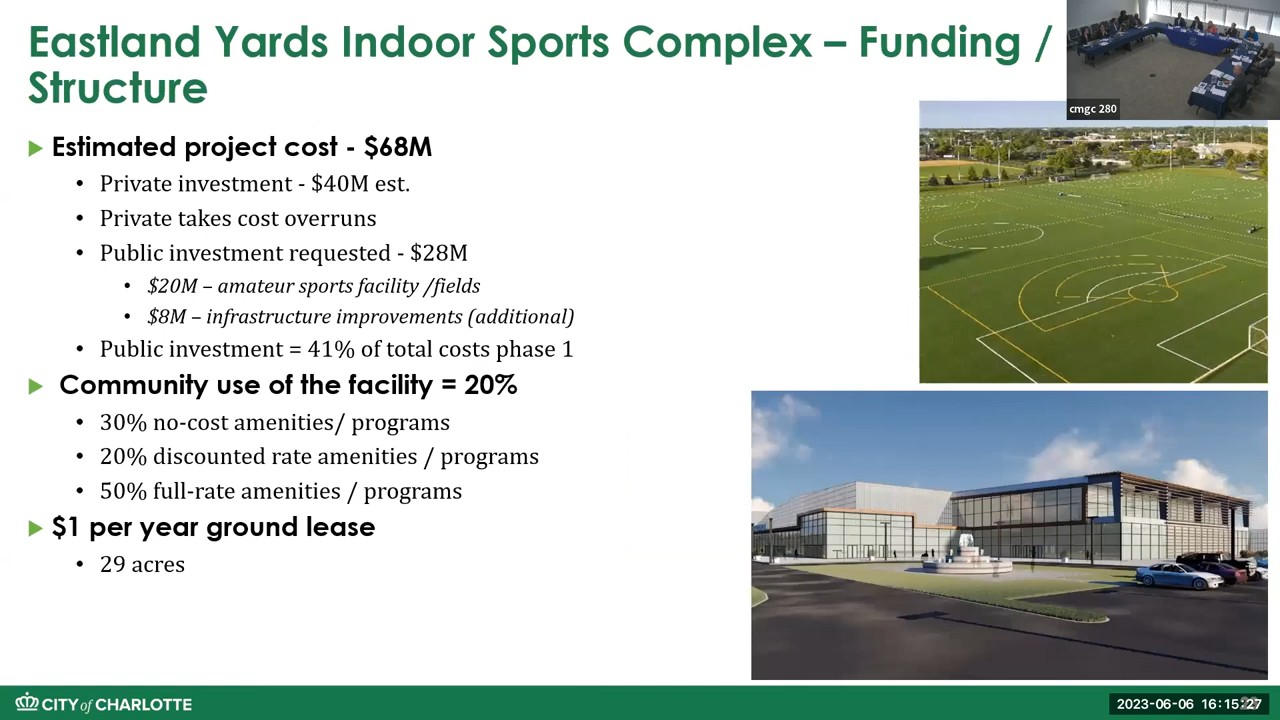 Eastland Yards Indoor Sports Complex – Funding /
Structure
cmgc 280
Estimated project cost - $68M
• Private investment - $40M est.
• Private takes cost overruns
• Public investment requested - $28M
• $20M – amateur sports facility /fields
• $8M – infrastructure improvements (additional)
• Public investment = 41% of total costs phase 1
Community use of the facility = 20%
• 30% no-cost amenities/ programs
• 20% discounted rate amenities / programs
• 50% full-rate amenities / programs
$1 per year ground lease
• 29 acres
CITY of CHARLOTTE
2023-06-06 16:15:27